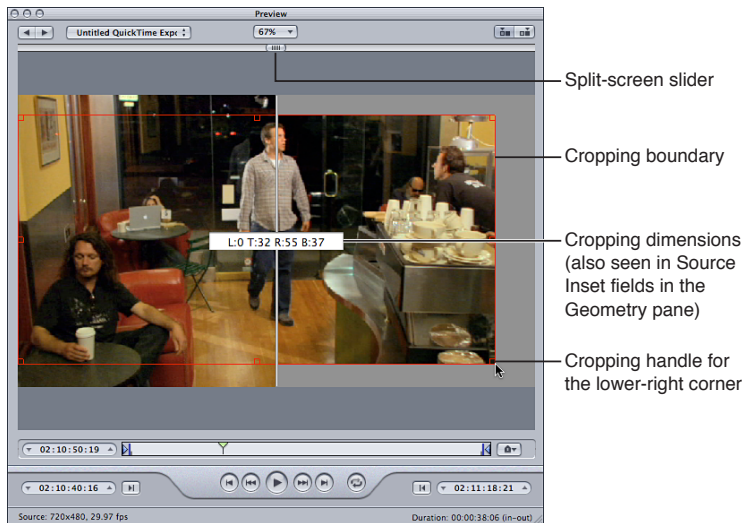 Preview
Untitled QuickTime Expo
67%
Split-screen slider
Cropping boundary
L:0 T:32 R:55 B:37
Cropping dimensions
(also seen in Source
Inset fields in the
Geometry pane)
Cropping handle for
the lower-right corner
02:10:50:19
02:10:40:16
02:11:18:21
Source: 720x480, 29.97 fps
Duration: 00:00:38:06 (in-out)